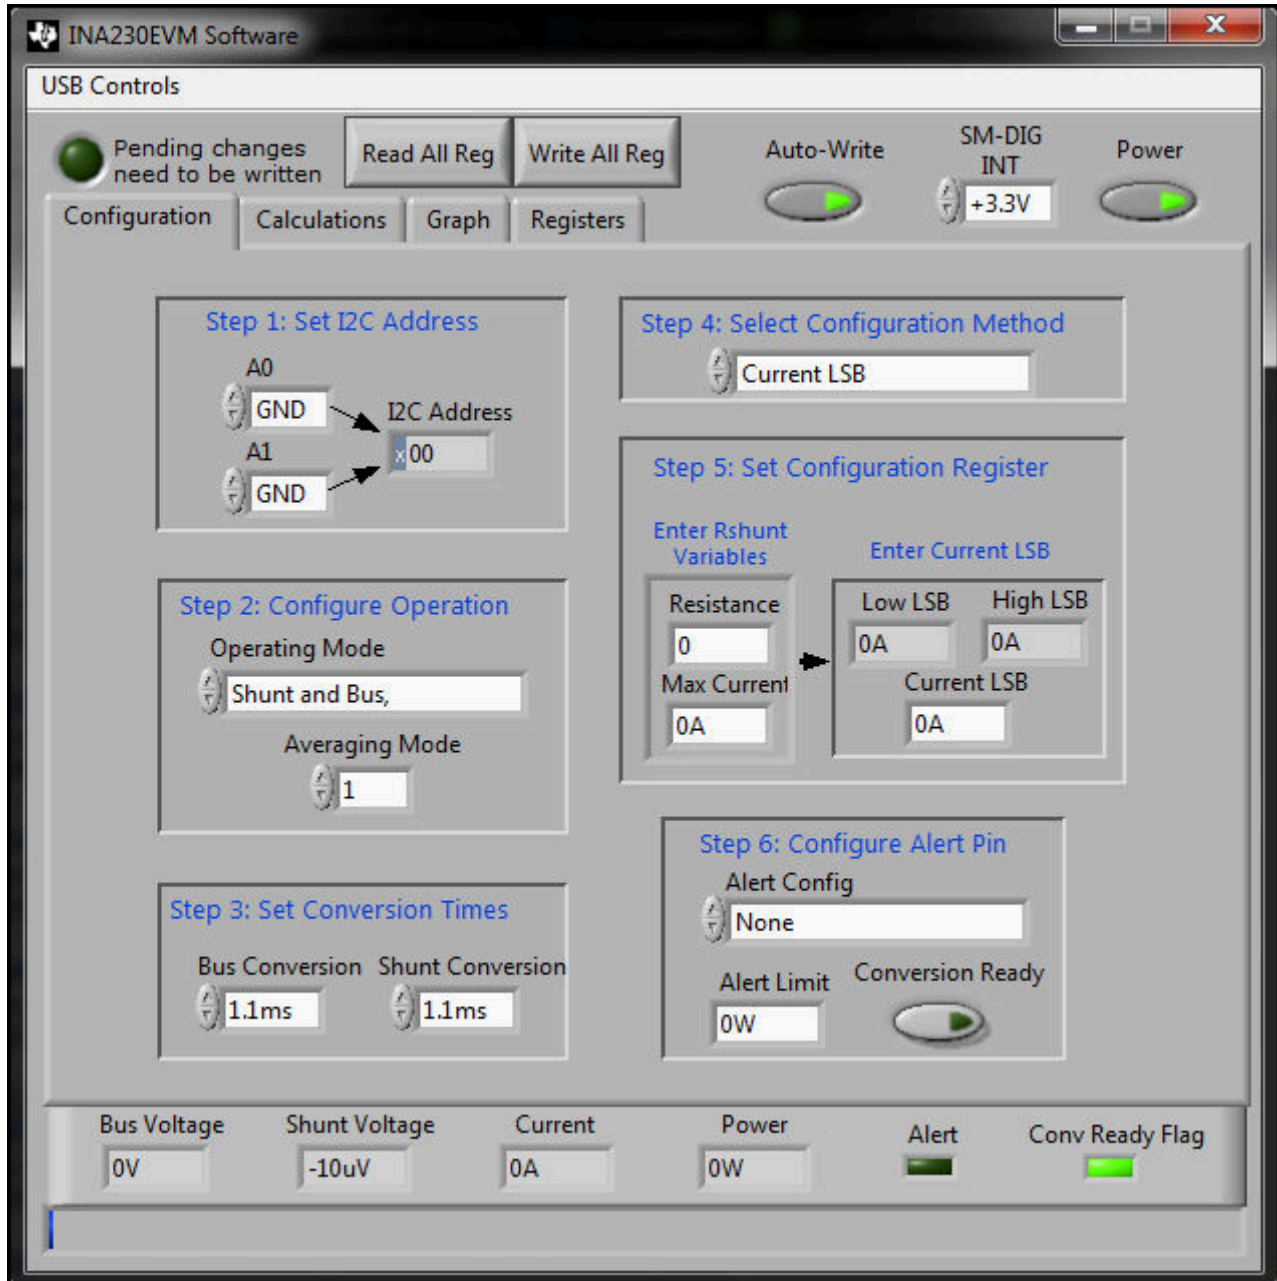 INA230EVM Software
USB Controls
Pending changes
need to be written
Read All Reg
Write All Reg
Auto-Write
SM-DIG
INT
+3.3V
Power
Configuration
Calculations
Graph
Registers
Step 1: Set I2C Address
A0
GND
I2C Address
x00
A1
GND
Step 2: Configure Operation
Operating Mode
Shunt and Bus,
Averaging Mode
1
Step 3: Set Conversion Times
Bus Conversion
Shunt Conversion
1.1ms
1.1ms
Step 4: Select Configuration Method
Current LSB
Step 5: Set Configuration Register
Enter Rshunt
Variables
Resistance
0
Max Current
0A
Enter Current LSB
Low LSB
High LSB
0A
0A
Current LSB
0A
Step 6: Configure Alert Pin
Alert Config
None
Alert Limit
0W
Conversion Ready
Bus Voltage
Shunt Voltage
Current
Power
Alert
Conv Ready Flag
0V
-10uV
0A
0W